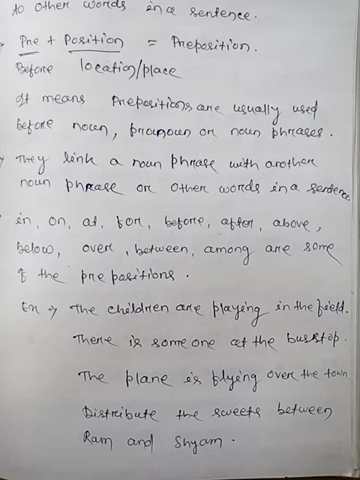 to other words in a sentence.
Pre + Position = Preposition.
Before location/place
It means Prepositions are usually used
before noun, pronoun or noun phrases.
They link a noun phrase with another
noun phrase or other words in a sentence
in, on, at, for, before, after, above,
below, over, between, among are some
of the prepositions.
Ex → The children are playing in the field.
There is someone at the busstop.
The plane is flying over the town
Distribute the sweets between
Ram and Shyam.